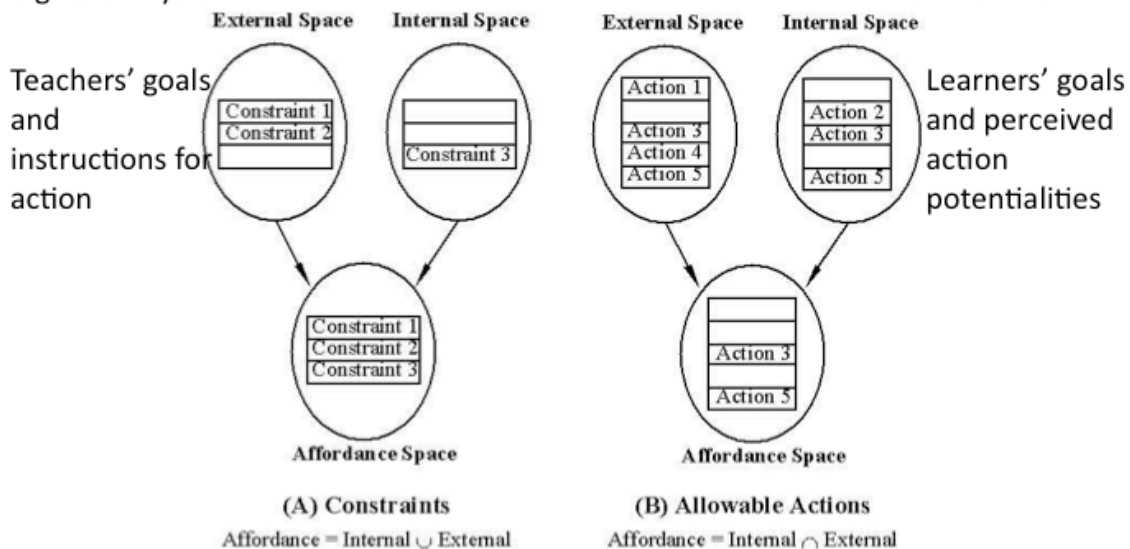 External Space
Internal Space
External Space
Internal Space
Teachers’ goals
and
instructions for
action
Constraint 1
Constraint 2
Constraint 3
Action 1
Action 3
Action 4
Action 5
Action 2
Action 3
Action 5
Learners’ goals
and perceived
action
potentialities
Constraint 1
Constraint 2
Constraint 3
Action 3
Action 5
Affordance Space
Affordance Space
(A) Constraints
(B) Allowable Actions
Affordance = Internal ∪ External
Affordance = Internal ∩ External